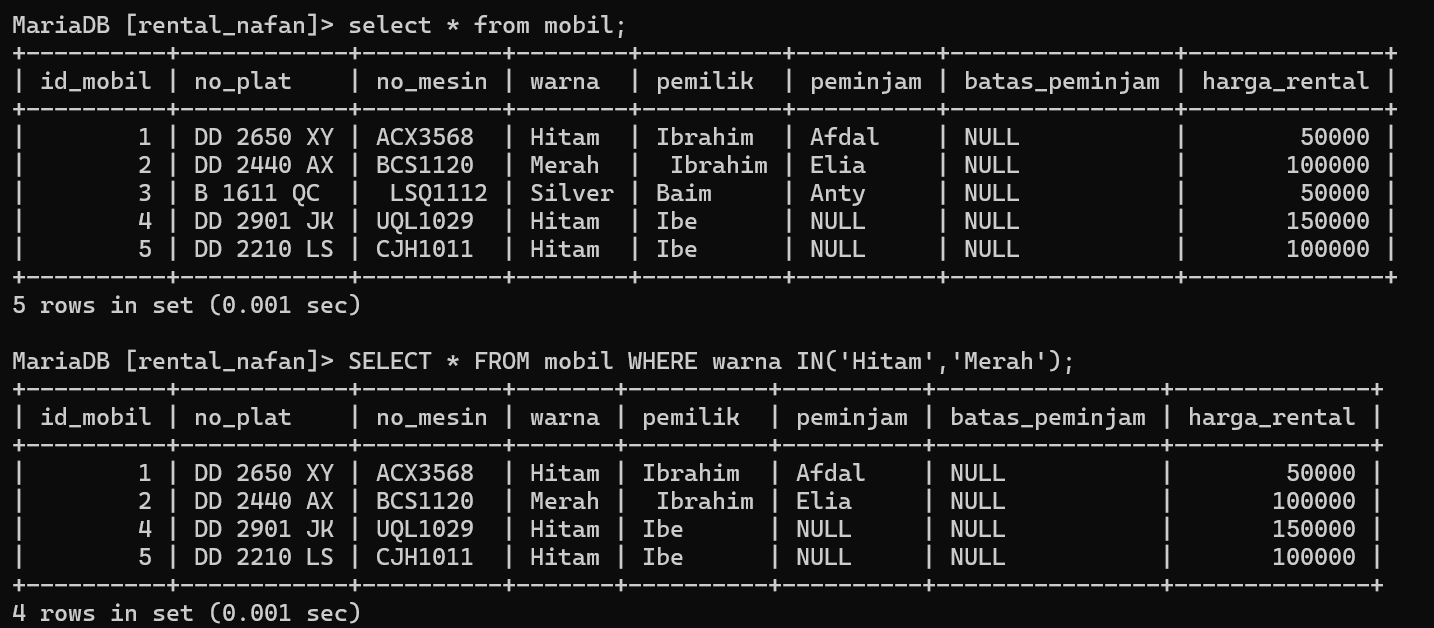 MariaDB [rental_nafan]> select * from mobil;
+----------+------------+----------+--------+----------+----------+----------------+--------------+
| id_mobil | no_plat    | no_mesin | warna  | pemilik  | peminjam | batas_peminjam | harga_rental |
+----------+------------+----------+--------+----------+----------+----------------+--------------+
|        1 | DD 2650 XY | ACX3568  | Hitam  | Ibrahim  | Afdal    | NULL           |        50000 |
|        2 | DD 2440 AX | BCS1120  | Merah  |  Ibrahim | Elia     | NULL           |       100000 |
|        3 | B 1611 QC  |  LSQ1112 | Silver | Baim     | Anty     | NULL           |        50000 |
|        4 | DD 2901 JK | UQL1029  | Hitam  | Ibe      | NULL     | NULL           |       150000 |
|        5 | DD 2210 LS | CJH1011  | Hitam  | Ibe      | NULL     | NULL           |       100000 |
+----------+------------+----------+--------+----------+----------+----------------+--------------+
5 rows in set (0.001 sec)

MariaDB [rental_nafan]> SELECT * FROM mobil WHERE warna IN('Hitam','Merah');
+----------+------------+----------+-------+----------+----------+----------------+--------------+
| id_mobil | no_plat    | no_mesin | warna | pemilik  | peminjam | batas_peminjam | harga_rental |
+----------+------------+----------+-------+----------+----------+----------------+--------------+
|        1 | DD 2650 XY | ACX3568  | Hitam | Ibrahim  | Afdal    | NULL           |        50000 |
|        2 | DD 2440 AX | BCS1120  | Merah |  Ibrahim | Elia     | NULL           |       100000 |
|        4 | DD 2901 JK | UQL1029  | Hitam | Ibe      | NULL     | NULL           |       150000 |
|        5 | DD 2210 LS | CJH1011  | Hitam | Ibe      | NULL     | NULL           |       100000 |
+----------+------------+----------+-------+----------+----------+----------------+--------------+
4 rows in set (0.001 sec)